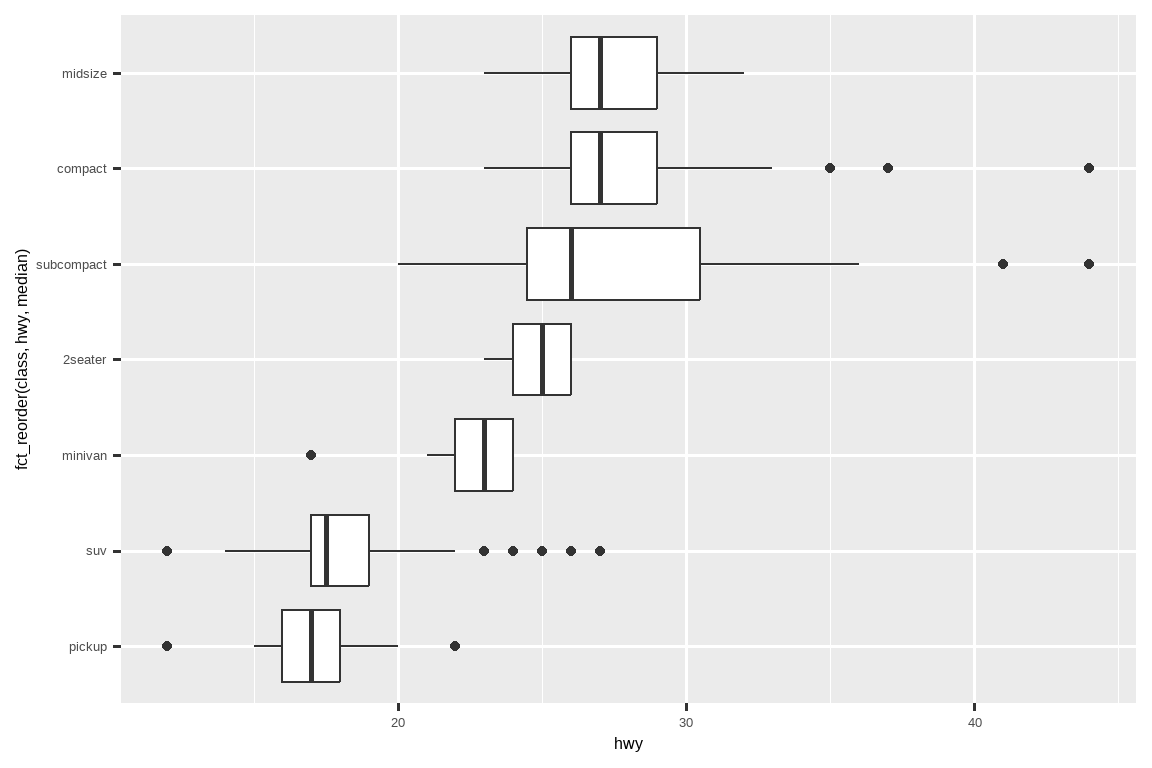 fct_reorder(class, hwy, median)
midsize
compact
subcompact
2seater
minivan
suv
pickup
20
30
40
hwy